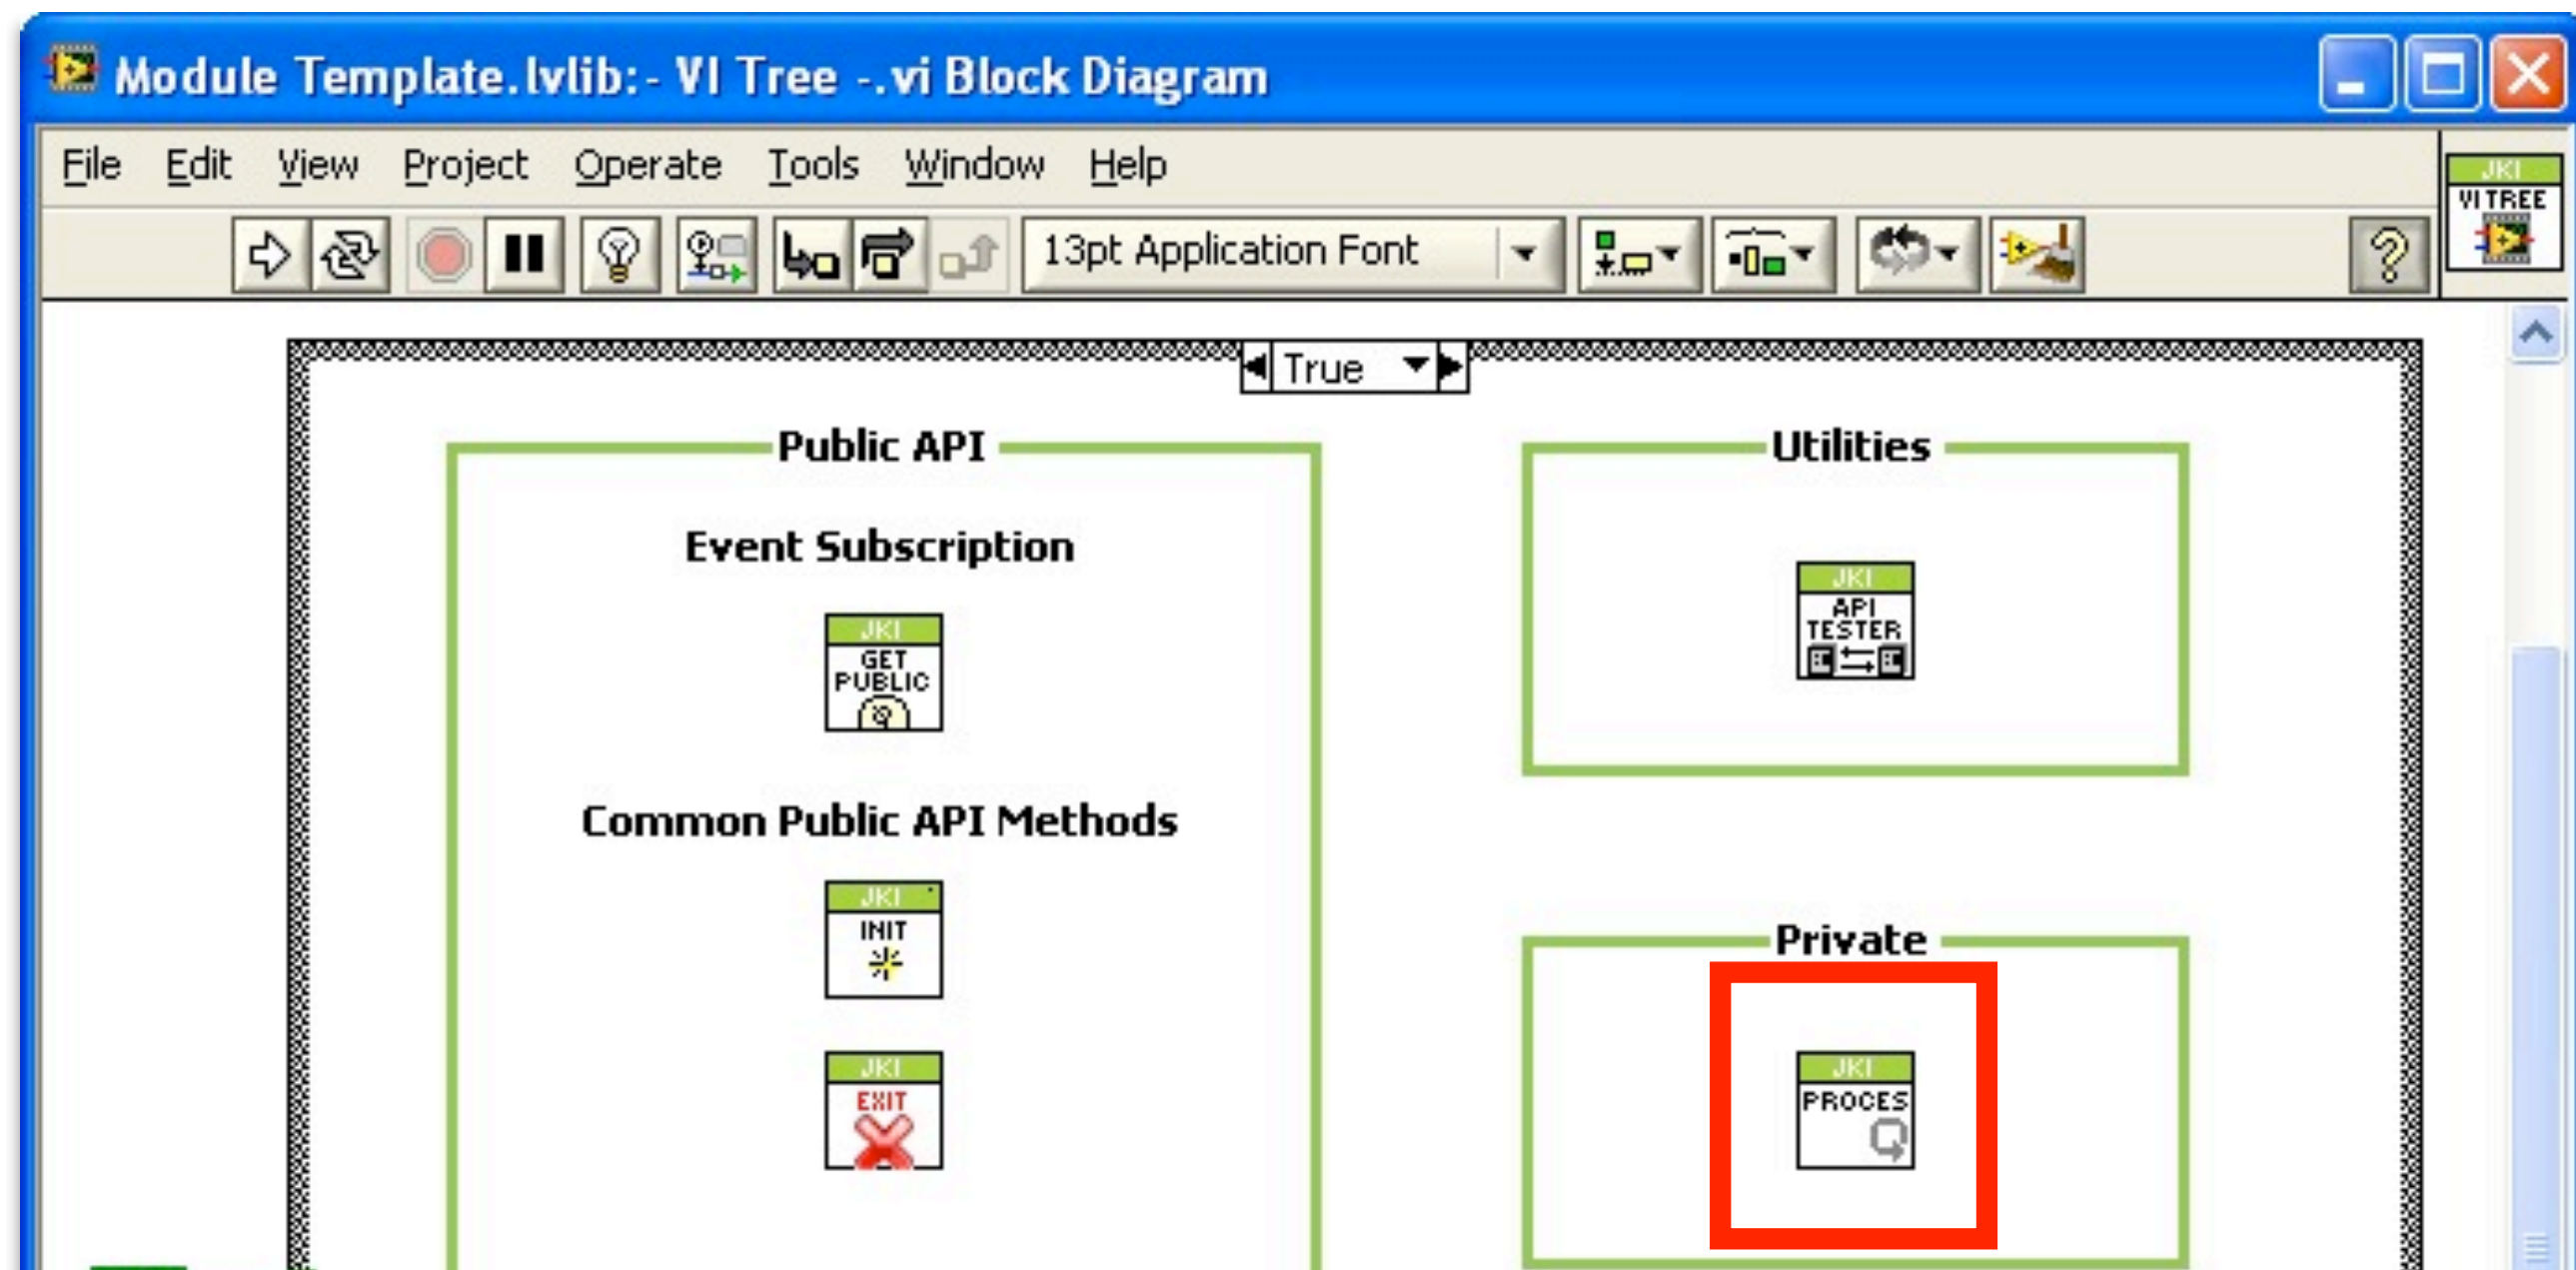 Module Template.lvlib:- VI Tree -.vi Block Diagram
File Edit View Project Operate Tools Window Help
JKI
VI TREE
13pt Application Font
?
True
Public API
Event Subscription
JKI
GET
PUBLIC
Common Public API Methods
JKI
INIT
JKI
EXIT
Utilities
JKI
API
TESTER
Private
JKI
PROCES